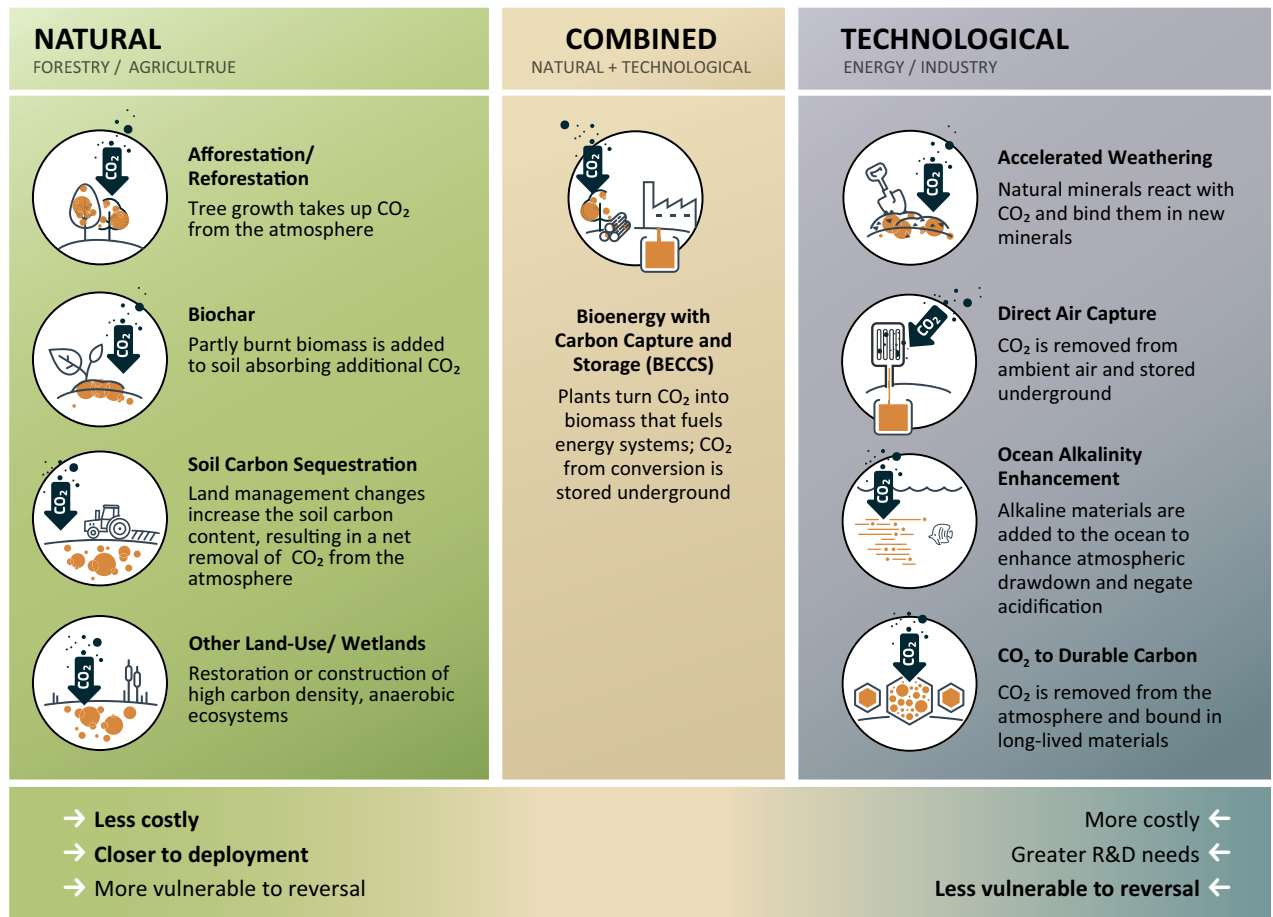 NATURAL
FORESTRY / AGRICULTRUE
CO₂
Afforestation/
Reforestation
Tree growth takes up CO₂
from the atmosphere
CO₂
Biochar
Partly burnt biomass is added
to soil absorbing additional CO₂
CO₂
Soil Carbon Sequestration
Land management changes
increase the soil carbon
content, resulting in a net
removal of CO₂ from the
atmosphere
CO₂
Other Land-Use/ Wetlands
Restoration or construction of
high carbon density, anaerobic
ecosystems
COMBINED
NATURAL + TECHNOLOGICAL
CO₂
Bioenergy with
Carbon Capture and
Storage (BECCS)
Plants turn CO₂ into
biomass that fuels
energy systems; CO₂
from conversion is
stored underground
TECHNOLOGICAL
ENERGY / INDUSTRY
CO₂
Accelerated Weathering
Natural minerals react with
CO₂ and bind them in new
minerals
CO₂
Direct Air Capture
CO₂ is removed from
ambient air and stored
underground
CO₂
Ocean Alkalinity
Enhancement
Alkaline materials are
added to the ocean to
enhance atmospheric
drawdown and negate
acidification
CO₂
CO₂ to Durable Carbon
CO₂ is removed from the
atmosphere and bound in
long-lived materials
→ Less costly
→ Closer to deployment
→ More vulnerable to reversal
More costly ←
Greater R&D needs ←
Less vulnerable to reversal ←